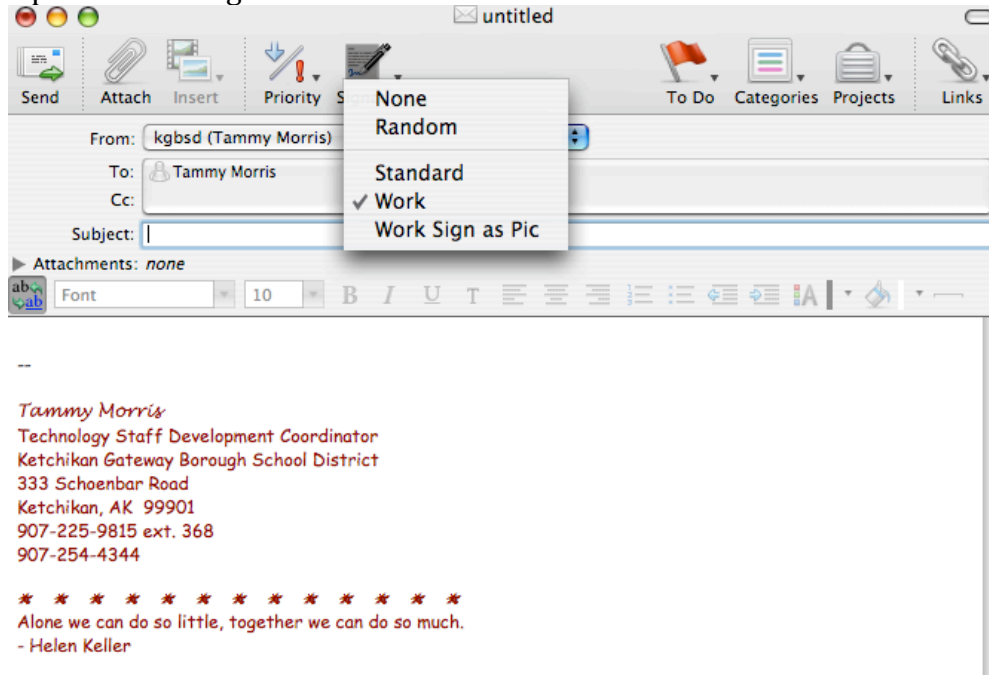 untitled
Send Attach Insert Priority To Do Categories Projects Links
None
Random
Standard
✓ Work
Work Sign as Pic
From: kgbsd (Tammy Morris)
To: Tammy Morris
Cc:
Subject:
Attachments: none
ab ab Font 10 B I U T A
--
Tammy Morris
Technology Staff Development Coordinator
Ketchikan Gateway Borough School District
333 Schoenbar Road
Ketchikan, AK 99901
907-225-9815 ext. 368
907-254-4344
* * * * * * * * * * * * *
Alone we can do so little, together we can do so much.
- Helen Keller